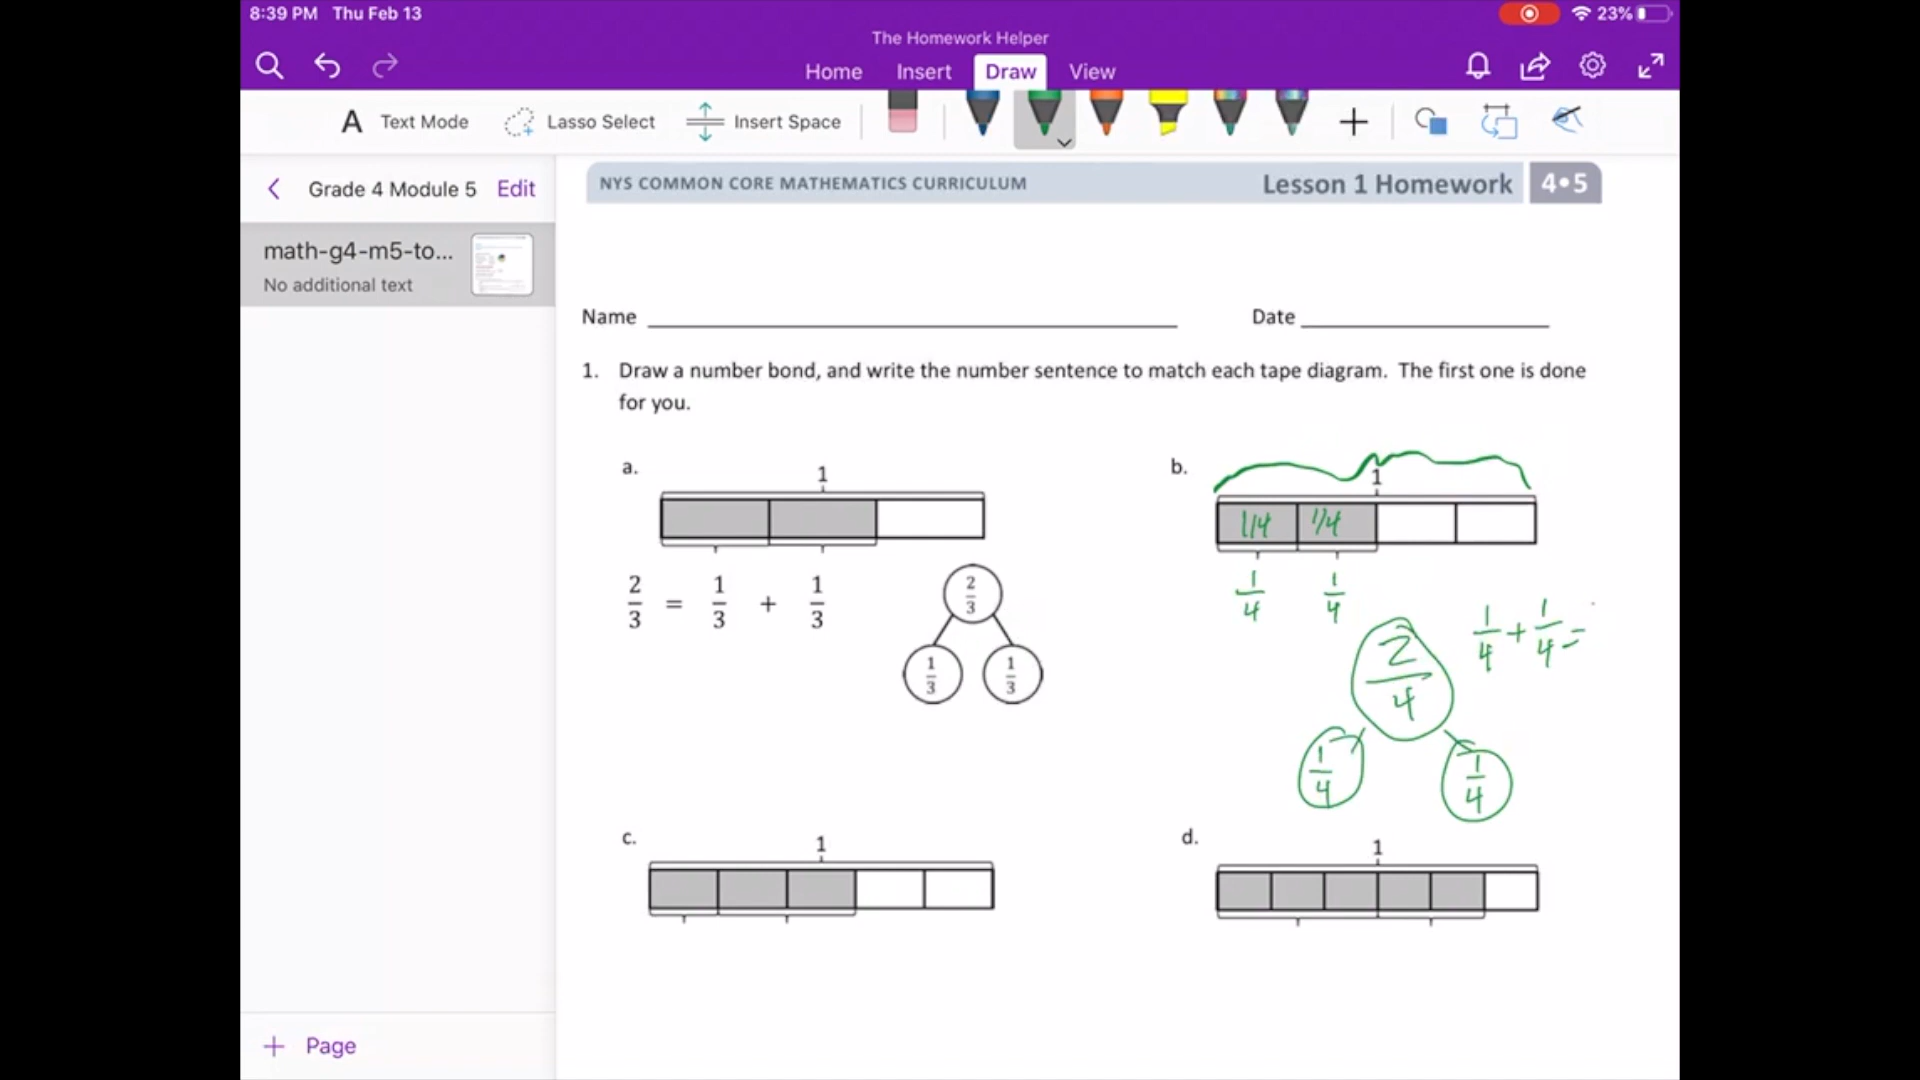 8:39 PM Thu Feb 13
23%
The Homework Helper
Home Insert Draw View
A Text Mode Lasso Select Insert Space
Grade 4 Module 5 Edit
math-g4-m5-to...
No additional text
NYS COMMON CORE MATHEMATICS CURRICULUM Lesson 1 Homework 4•5
Name Date
1. Draw a number bond, and write the number sentence to match each tape diagram. The first one is done
for you.
a. 1
2/3 = 1/3 + 1/3
2/3
1/3 1/3
b. 1
1/4 1/4
1/4 1/4
1/4 + 1/4 =
2/4
1/4 1/4
c. 1
d. 1
+ Page